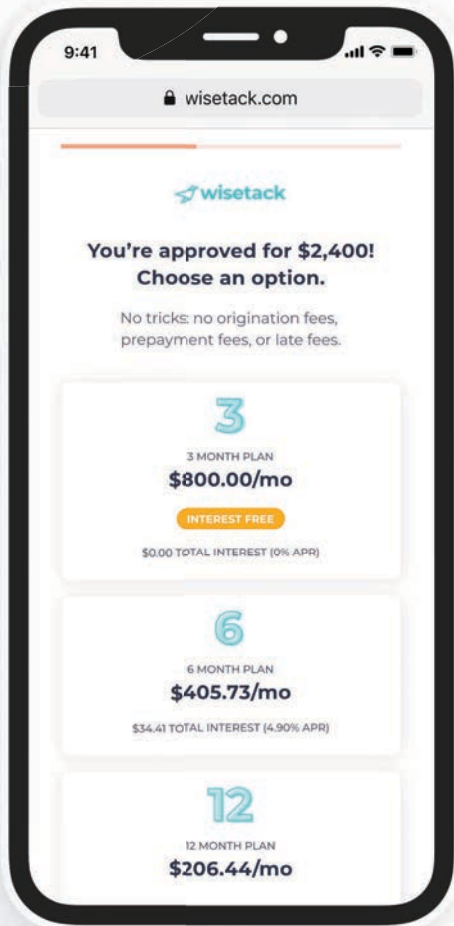 9:41
wisetack.com
wisetack
You're approved for $2,400!
Choose an option.
No tricks: no origination fees,
prepayment fees, or late fees.
3
3 MONTH PLAN
$800.00/mo
INTEREST FREE
$0.00 TOTAL INTEREST (0% APR)
6
6 MONTH PLAN
$405.73/mo
$34.41 TOTAL INTEREST (4.90% APR)
12
12 MONTH PLAN
$206.44/mo